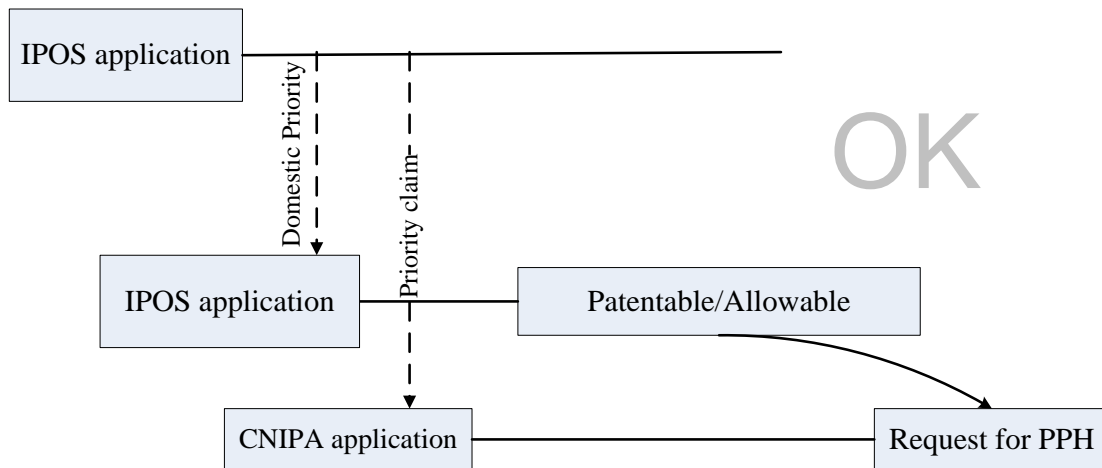 IPOS application
Domestic Priority
Priority claim
OK
IPOS application
Patentable/Allowable
CNIPA application
Request for PPH